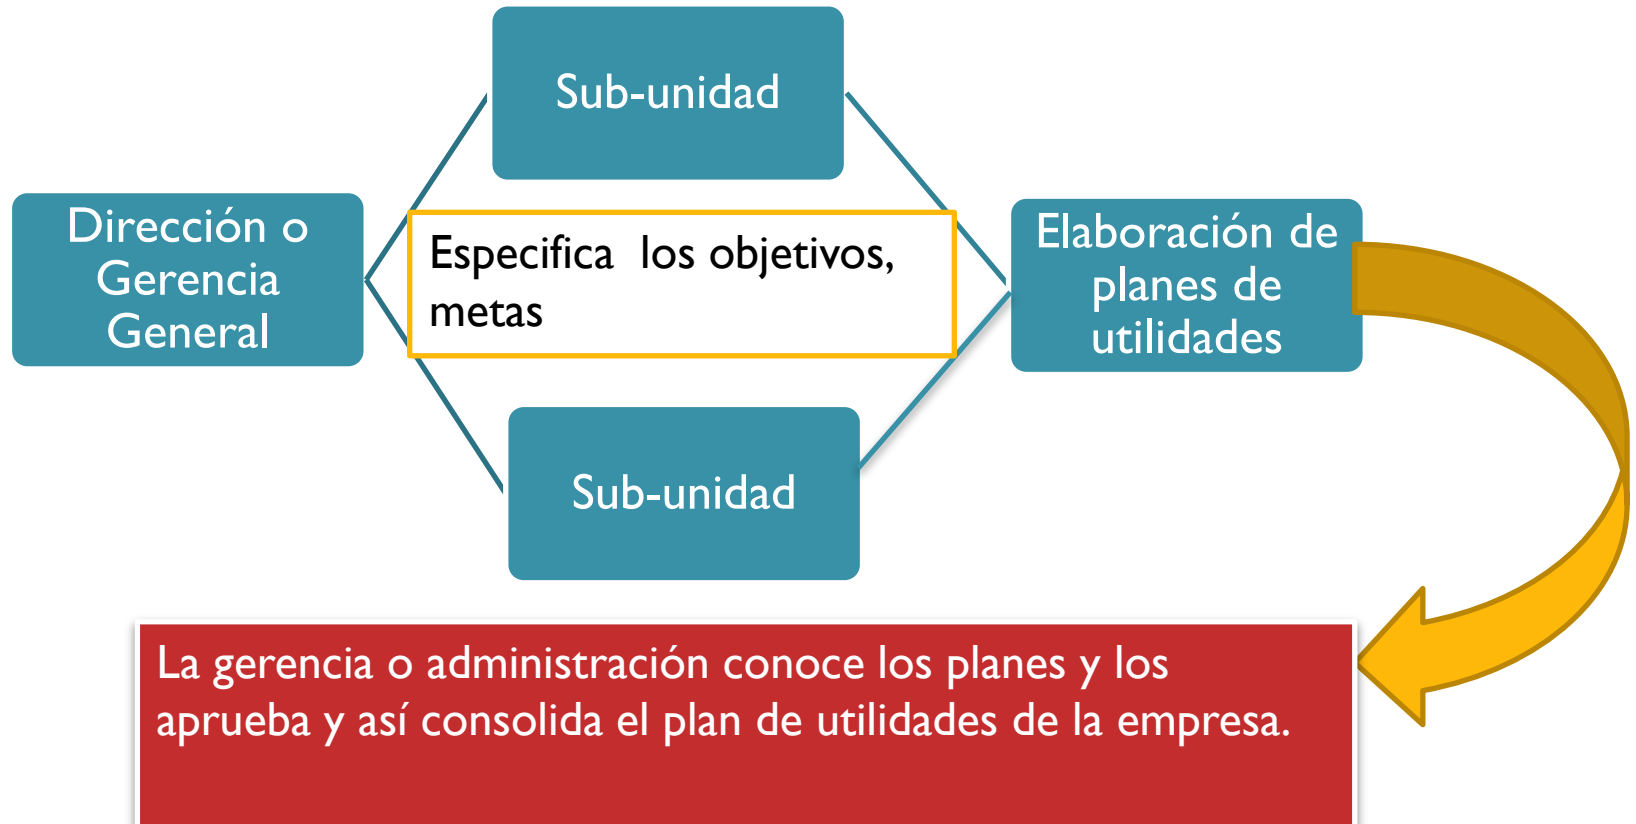 Sub-unidad
Dirección o
Gerencia
General
Especifica los objetivos,
metas
Elaboración de
planes de
utilidades
Sub-unidad
La gerencia o administración conoce los planes y los
aprueba y así consolida el plan de utilidades de la empresa.